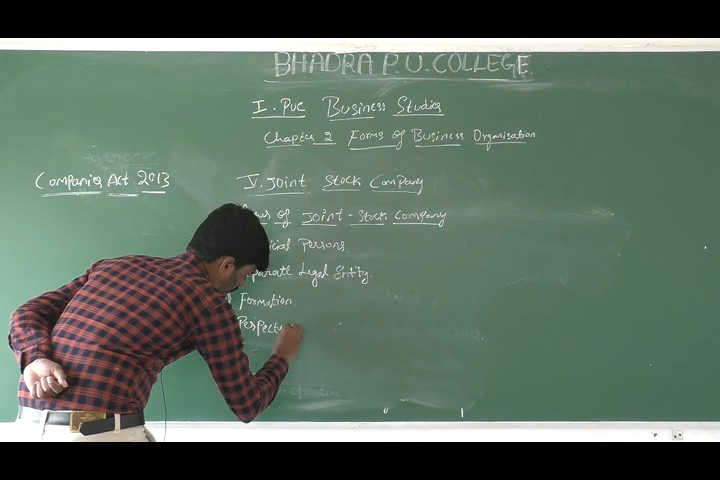 BHADRA P.U. COLLEGE
I. PUC Business Studies
Chapter 2 Forms of Business Organisation
Companies Act 2013
V. Joint Stock Company
of Joint-Stock Company
Persons.
Legal Entity.
Formation.